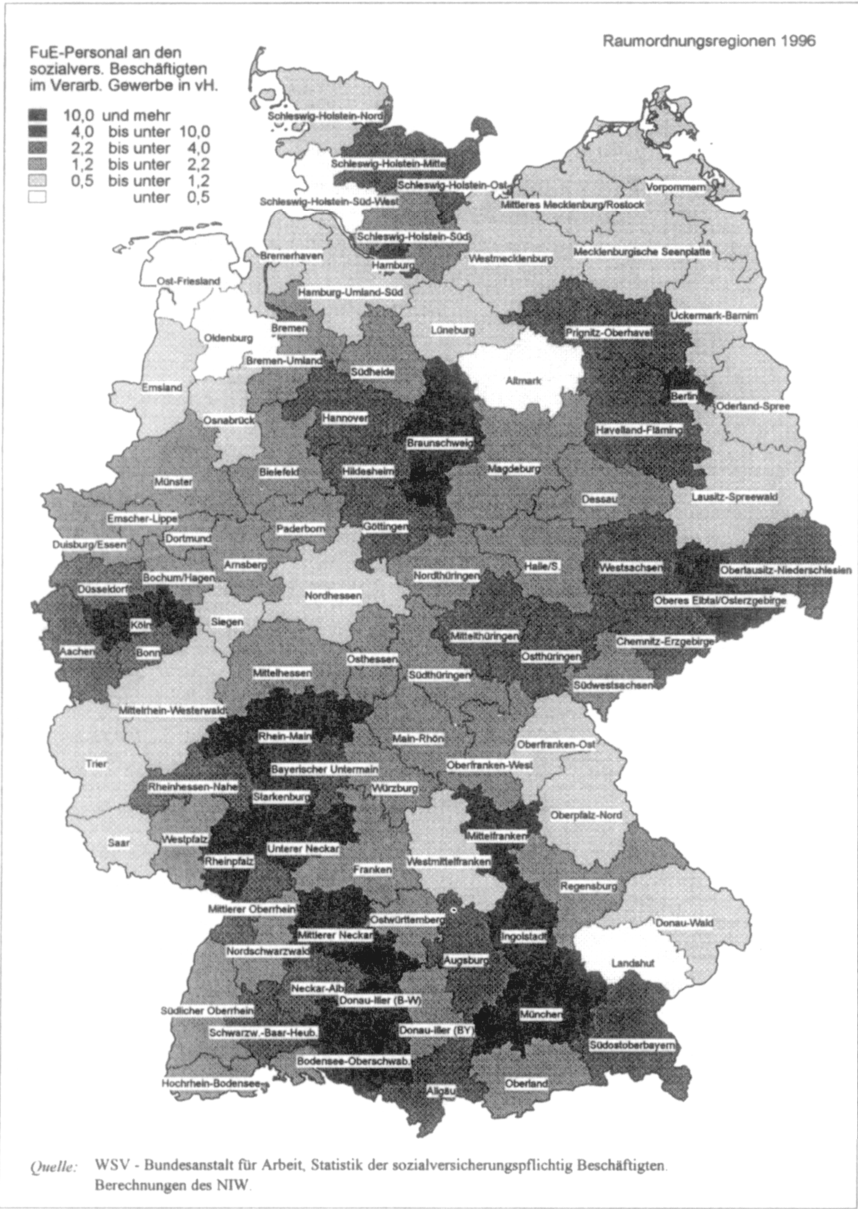 Raumordnungsregionen 1996
FuE-Personal an den
sozialvers. Beschäftigten
im Verarb. Gewerbe in vH.
10,0 und mehr
4,0 bis unter 10,0
2,2 bis unter 4,0
1,2 bis unter 2,2
0,5 bis unter 1,2
unter 0,5
Schleswig-Holstein-Nord
Schleswig-Holstein-Mitte
Schleswig-Holstein-Ost
Vorpommern
Schleswig-Holstein-Süd-West
Mittleres Mecklenburg/Rostock
Schleswig-Holstein-Süd
Bremerhaven
Westmecklenburg
Mecklenburgische Seenplatte
Hamburg
Ost-Friesland
Hamburg-Umland-Süd
Uckermark-Barnim
Bremen
Lüneburg
Prignitz-Oberhavel
Oldenburg
Bremen-Umland
Südheide
Altmark
Emsland
Berlin
Oderland-Spree
Osnabrück
Hannover
Havelland-Fläming
Braunschweig
Bielefeld
Hildesheim
Magdeburg
Münster
Dessau
Lausitz-Spreewald
Emscher-Lippe
Göttingen
Paderborn
Dortmund
Duisburg/Essen
Arnsberg
Halle/S.
Westsachsen
Oberlausitz-Niederschlesien
Bochum/Hagen
Nordthüringen
Düsseldorf
Nordhessen
Oberes Elbtal/Osterzgebirge
Köln
Siegen
Mittelthüringen
Chemnitz-Erzgebirge
Aachen
Bonn
Osthessen
Ostthüringen
Mittelhessen
Südthüringen
Südwestsachsen
Mittelrhein-Westerwald
Rhein-Main
Main-Rhön
Oberfranken-Ost
Trier
Bayerischer Untermain
Oberfranken-West
Rheinhessen-Nahe
Würzburg
Starkenburg
Oberpfalz-Nord
Saar
Westpfalz
Mittelfranken
Unterer Neckar
Rheinpfalz
Westmittelfranken
Franken
Regensburg
Mittlerer Oberrhein
Ostwürttemberg
Donau-Wald
Mittlerer Neckar
Ingolstadt
Nordschwarzwald
Augsburg
Landshut
Neckar-Alb
Donau-Iller (B-W)
Südlicher Oberrhein
München
Schwarzw.-Baar-Heub.
Donau-Iller (BY)
Südostoberbayern
Bodensee-Oberschwab.
Hochrhein-Bodensee
Allgäu
Oberland
Quelle: WSV - Bundesanstalt für Arbeit, Statistik der sozialversicherungspflichtig Beschäftigten.
Berechnungen des NIW.